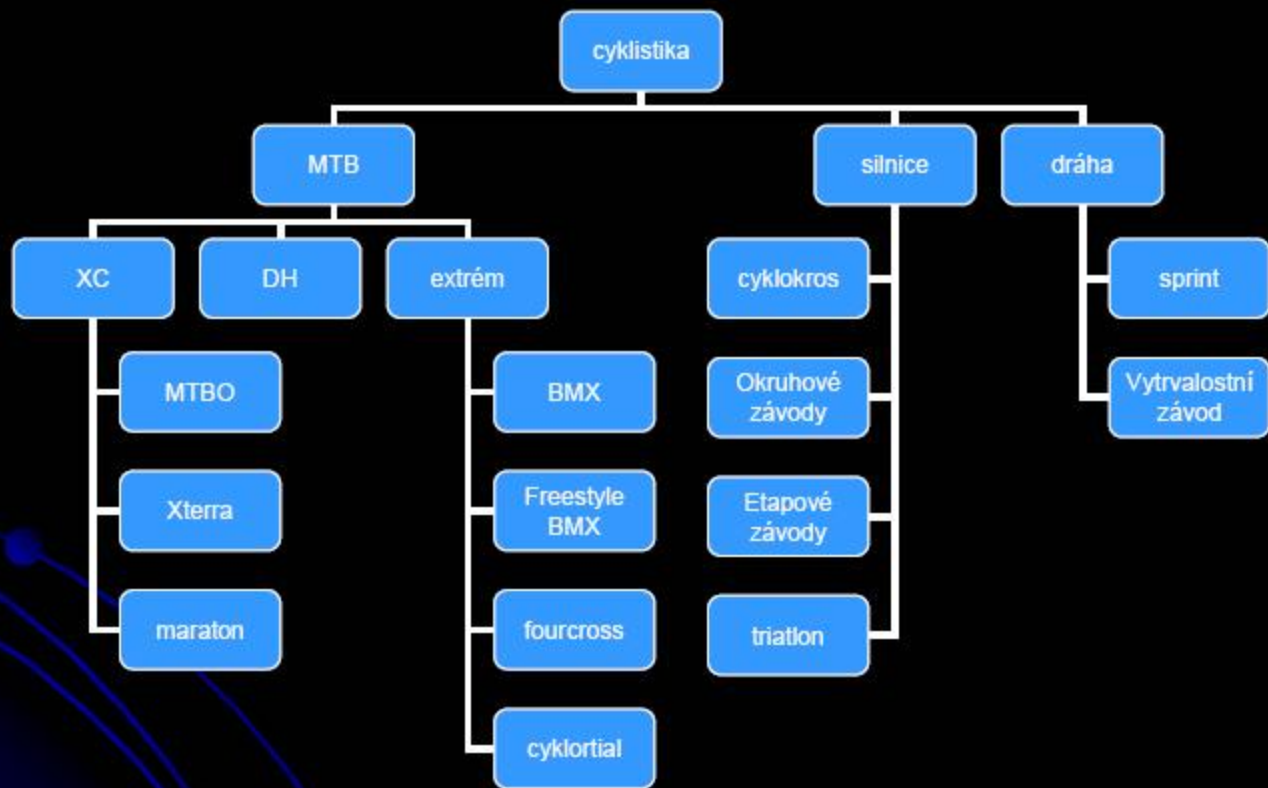 cyklistika
MTB
silnice
dráha
XC
DH
extrém
cyklokros
sprint
MTBO
BMX
Okruhové
závody
Vytrvalostní
závod
Xterra
Freestyle
BMX
Etapové
závody
maraton
fourcross
triatlon
cyklortial